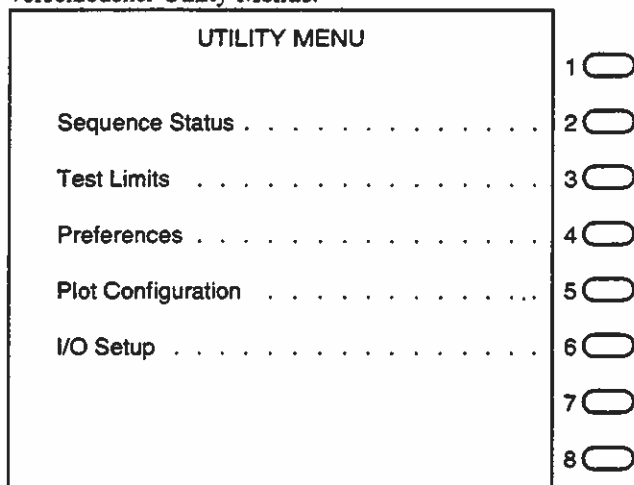 Utility Menus.
UTILITY MENU
1
Sequence Status . . . . . . . . . . . . . . 2
Test Limits . . . . . . . . . . . . . . . . 3
Preferences . . . . . . . . . . . . . . . . 4
Plot Configuration . . . . . . . . . . . . . 5
I/O Setup . . . . . . . . . . . . . . . . . 6
7
8